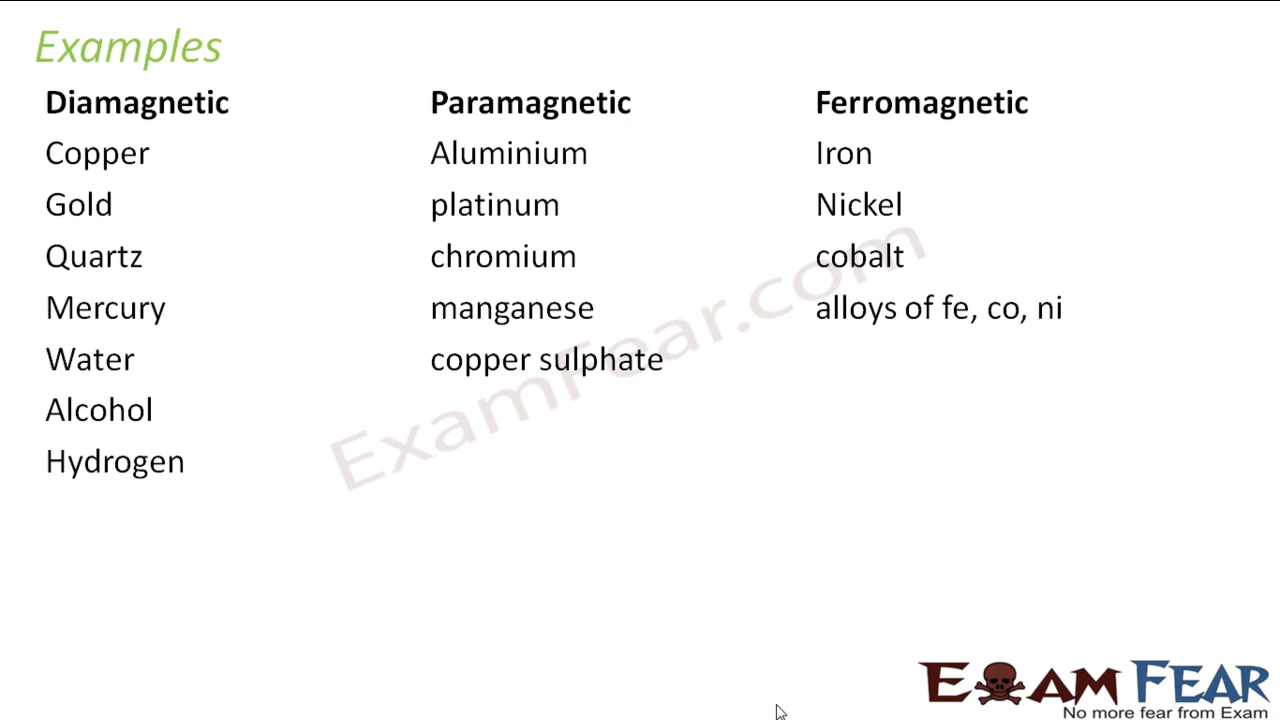 Examples
Diamagnetic Paramagnetic Ferromagnetic
Copper Aluminium Iron
Gold platinum Nickel
Quartz chromium cobalt
Mercury manganese alloys of fe, co, ni
Water copper sulphate
Alcohol
Hydrogen
ExamFear.com
EXAM FEAR
No more fear from Exam